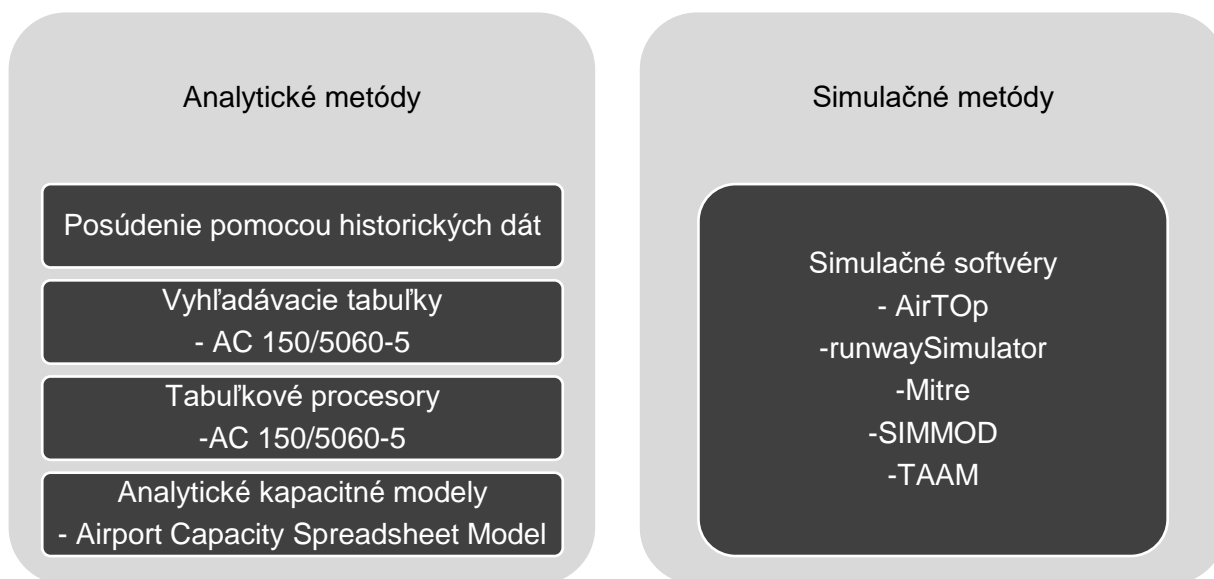 Analytické metódy
Posúdenie pomocou historických dát
Vyhľadávacie tabuľky
- AC 150/5060-5
Tabuľkové procesory
-AC 150/5060-5
Analytické kapacitné modely
- Airport Capacity Spreadsheet Model
Simulačné metódy
Simulačné softvéry
- AirTOp
-runwaySimulator
-Mitre
-SIMMOD
-TAAM